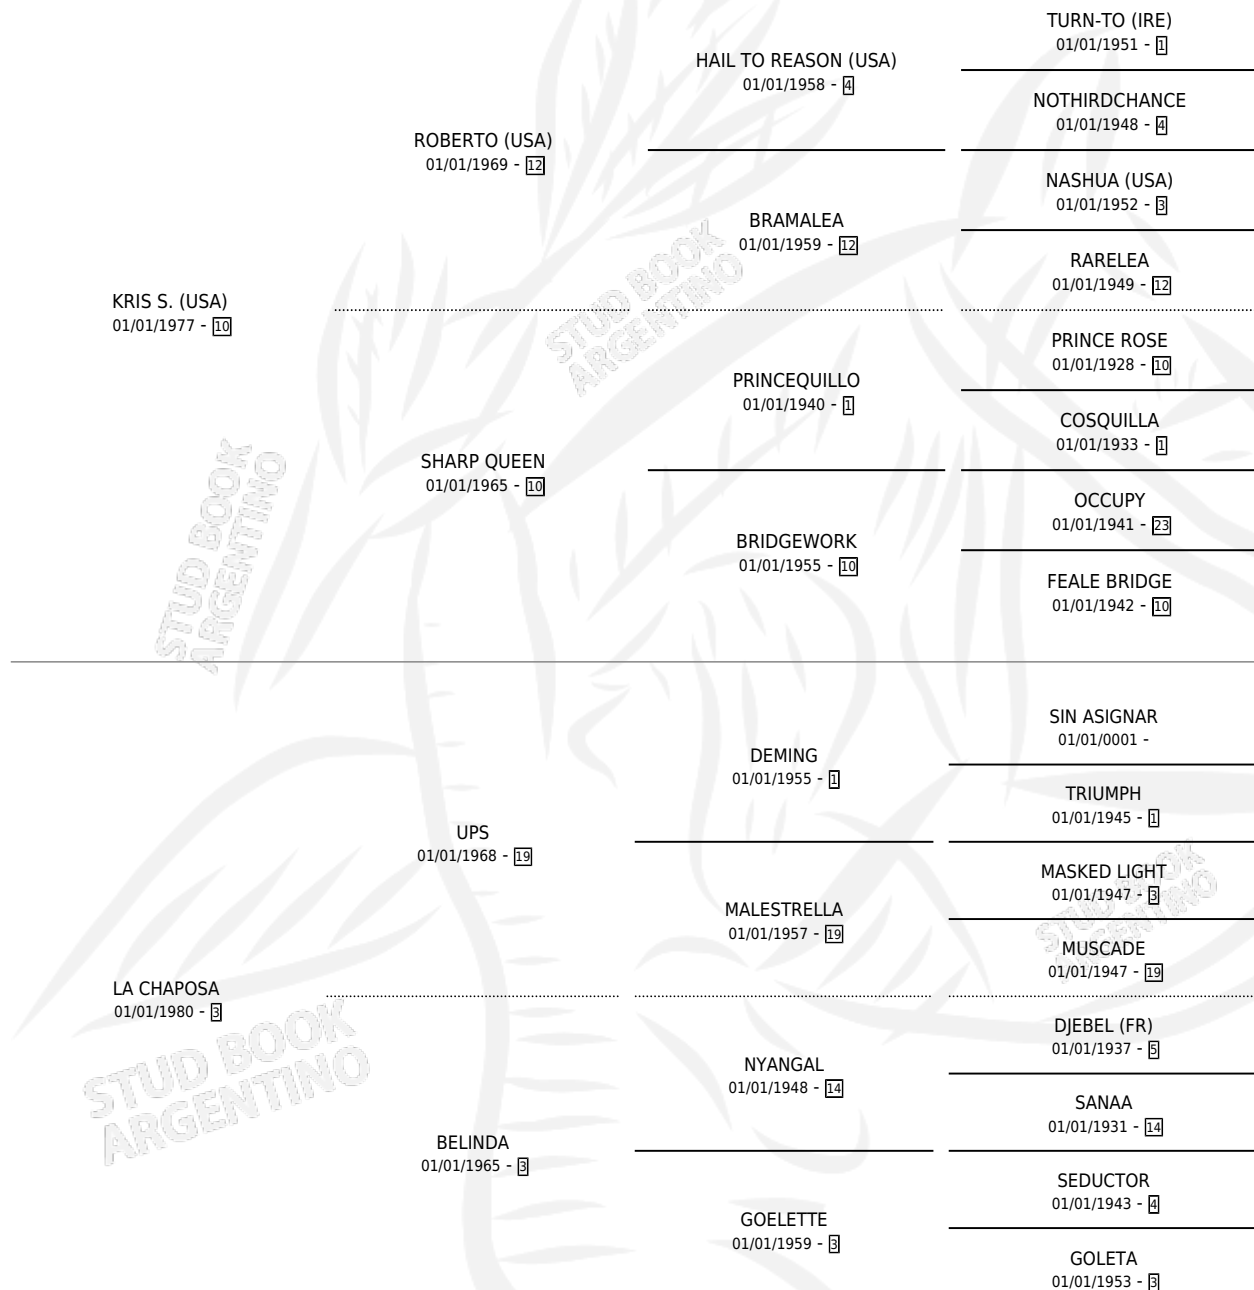 TURN-TO (IRE)
01/01/1951 - 1
HAIL TO REASON (USA)
01/01/1958 - 4
NOTHIRDCHANCE
01/01/1948 - 4
ROBERTO (USA)
01/01/1969 - 12
NASHUA (USA)
01/01/1952 - 3
BRAMALEA
01/01/1959 - 12
RARELEA
01/01/1949 - 12
STUD BOOK
ARGENTINO
KRIS S. (USA)
01/01/1977 - 10
PRINCE ROSE
01/01/1928 - 10
PRINCEQUILLO
01/01/1940 - 1
COSQUILLA
01/01/1933 - 1
SHARP QUEEN
01/01/1965 - 10
OCCUPY
01/01/1941 - 23
BRIDGEWORK
01/01/1955 - 10
FEALE BRIDGE
01/01/1942 - 10
STUD BOOK
ARGENTINO
SIN ASIGNAR
01/01/0001 -
DEMING
01/01/1955 - 1
TRIUMPH
01/01/1945 - 1
UPS
01/01/1968 - 19
MASKED LIGHT
01/01/1947 - 3
MALESTRELLA
01/01/1957 - 19
MUSCADE
01/01/1947 - 19
STUD BOOK
ARGENTINO
LA CHAPOSA
01/01/1980 - 3
DJEBEL (FR)
01/01/1937 - 5
NYANGAL
01/01/1948 - 14
SANAA
01/01/1931 - 14
STUD BOOK
ARGENTINO
BELINDA
01/01/1965 - 3
SEDUCTOR
01/01/1943 - 4
GOELETTE
01/01/1959 - 3
GOLETA
01/01/1953 - 3